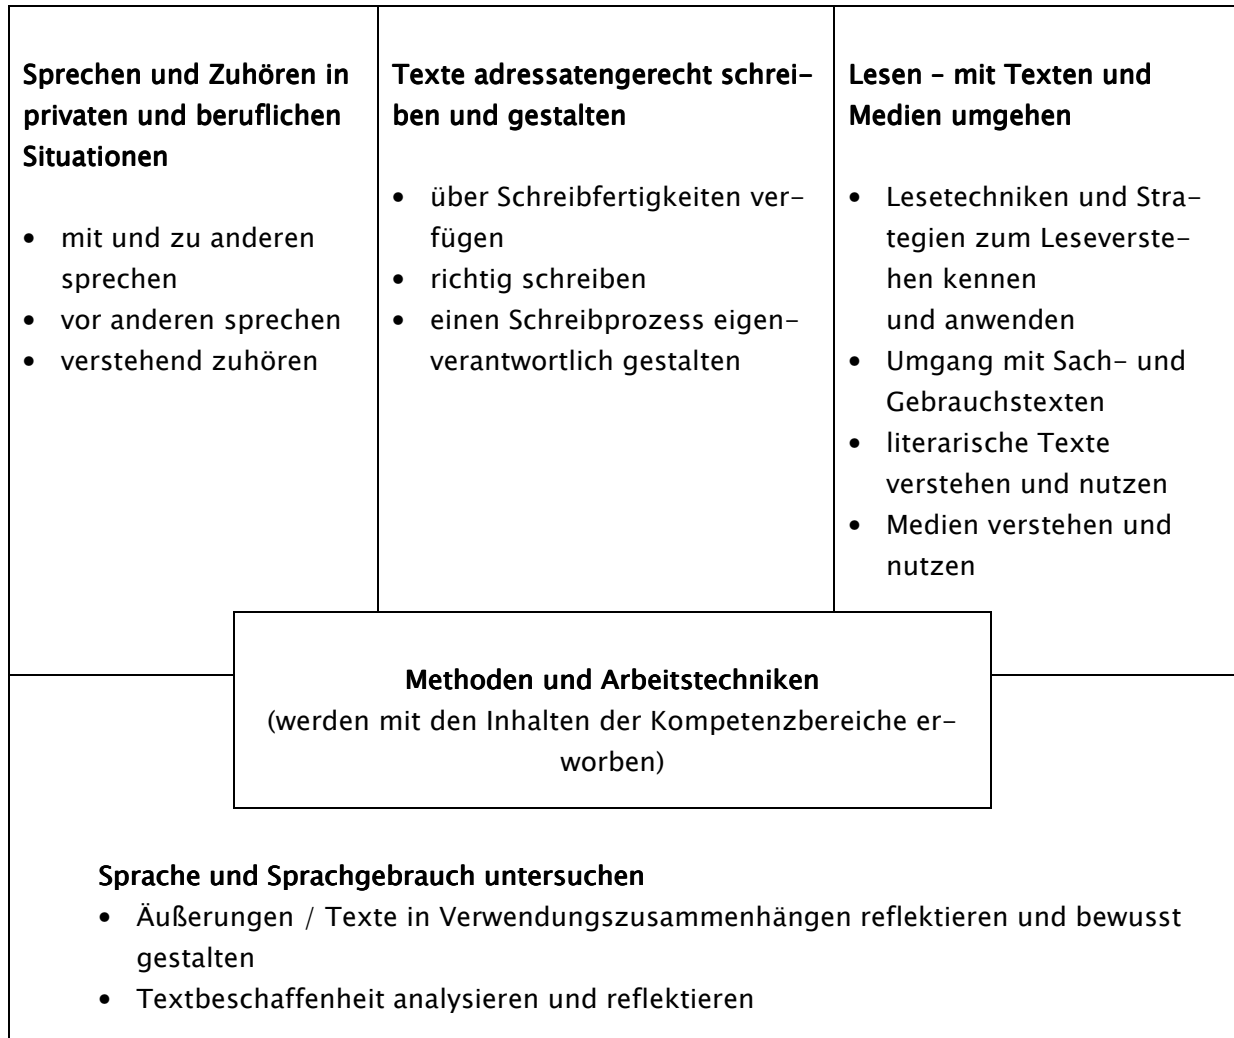 Sprechen und Zuhören in
privaten und beruflichen
Situationen
• mit und zu anderen
sprechen
• vor anderen sprechen
• verstehend zuhören
Texte adressatengerecht schrei-
ben und gestalten
• über Schreibfertigkeiten ver-
fügen
• richtig schreiben
• einen Schreibprozess eigen-
verantwortlich gestalten
Lesen – mit Texten und
Medien umgehen
• Lesetechniken und Stra-
tegien zum Leseverste-
hen kennen
und anwenden
• Umgang mit Sach- und
Gebrauchstexten
• literarische Texte
verstehen und nutzen
• Medien verstehen und
nutzen
Methoden und Arbeitstechniken
(werden mit den Inhalten der Kompetenzbereiche er-
worben)
Sprache und Sprachgebrauch untersuchen
• Äußerungen / Texte in Verwendungszusammenhängen reflektieren und bewusst
gestalten
• Textbeschaffenheit analysieren und reflektieren